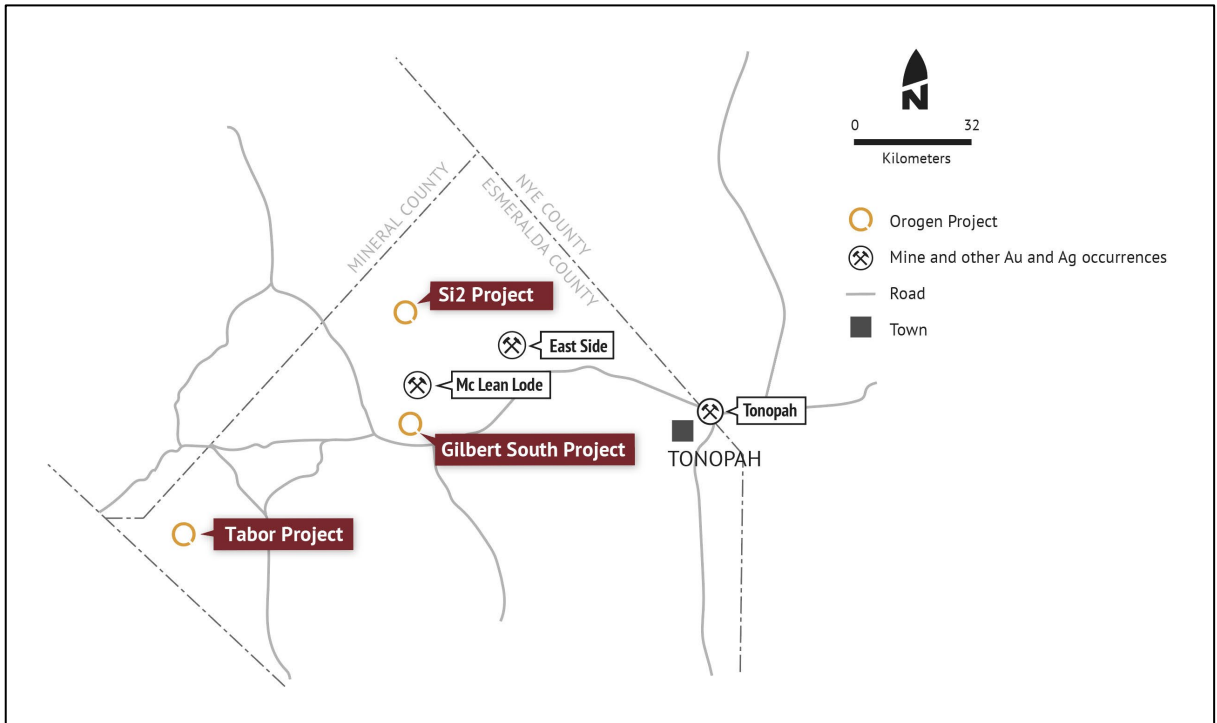 N
0 32
Kilometers
Orogen Project
Mine and other Au and Ag occurrences
Road
Town
MINERAL COUNTY
NYE COUNTY
ESMERALDA COUNTY
Si2 Project
East Side
Mc Lean Lode
Tonopah
Gilbert South Project
TONOPAH
Tabor Project